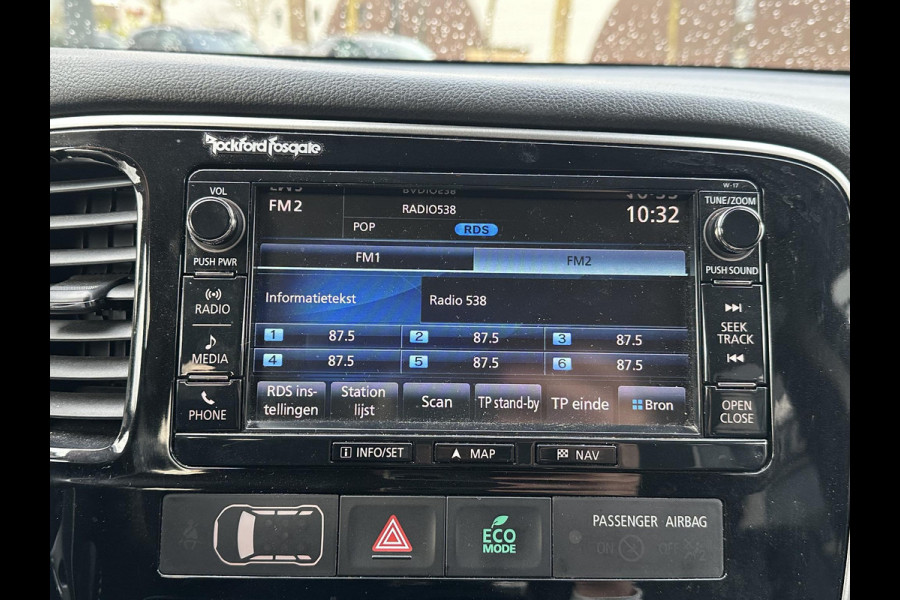 Rockford Fosgate
W-17
VOL
PUSH PWR
RADIO
MEDIA
PHONE
FM2
RADIO538
POP
RDS
10:32
FM1
FM2
Informatietekst
Radio 538
1 87.5 2 87.5 3 87.5
4 87.5 5 87.5 6 87.5
RDS ins-
tellingen
Station
lijst
Scan
TP stand-by
TP einde
Bron
TUNE/ZOOM
PUSH SOUND
SEEK
TRACK
OPEN
CLOSE
INFO/SET
MAP
NAV
ECO
MODE
PASSENGER AIRBAG
ON OFF